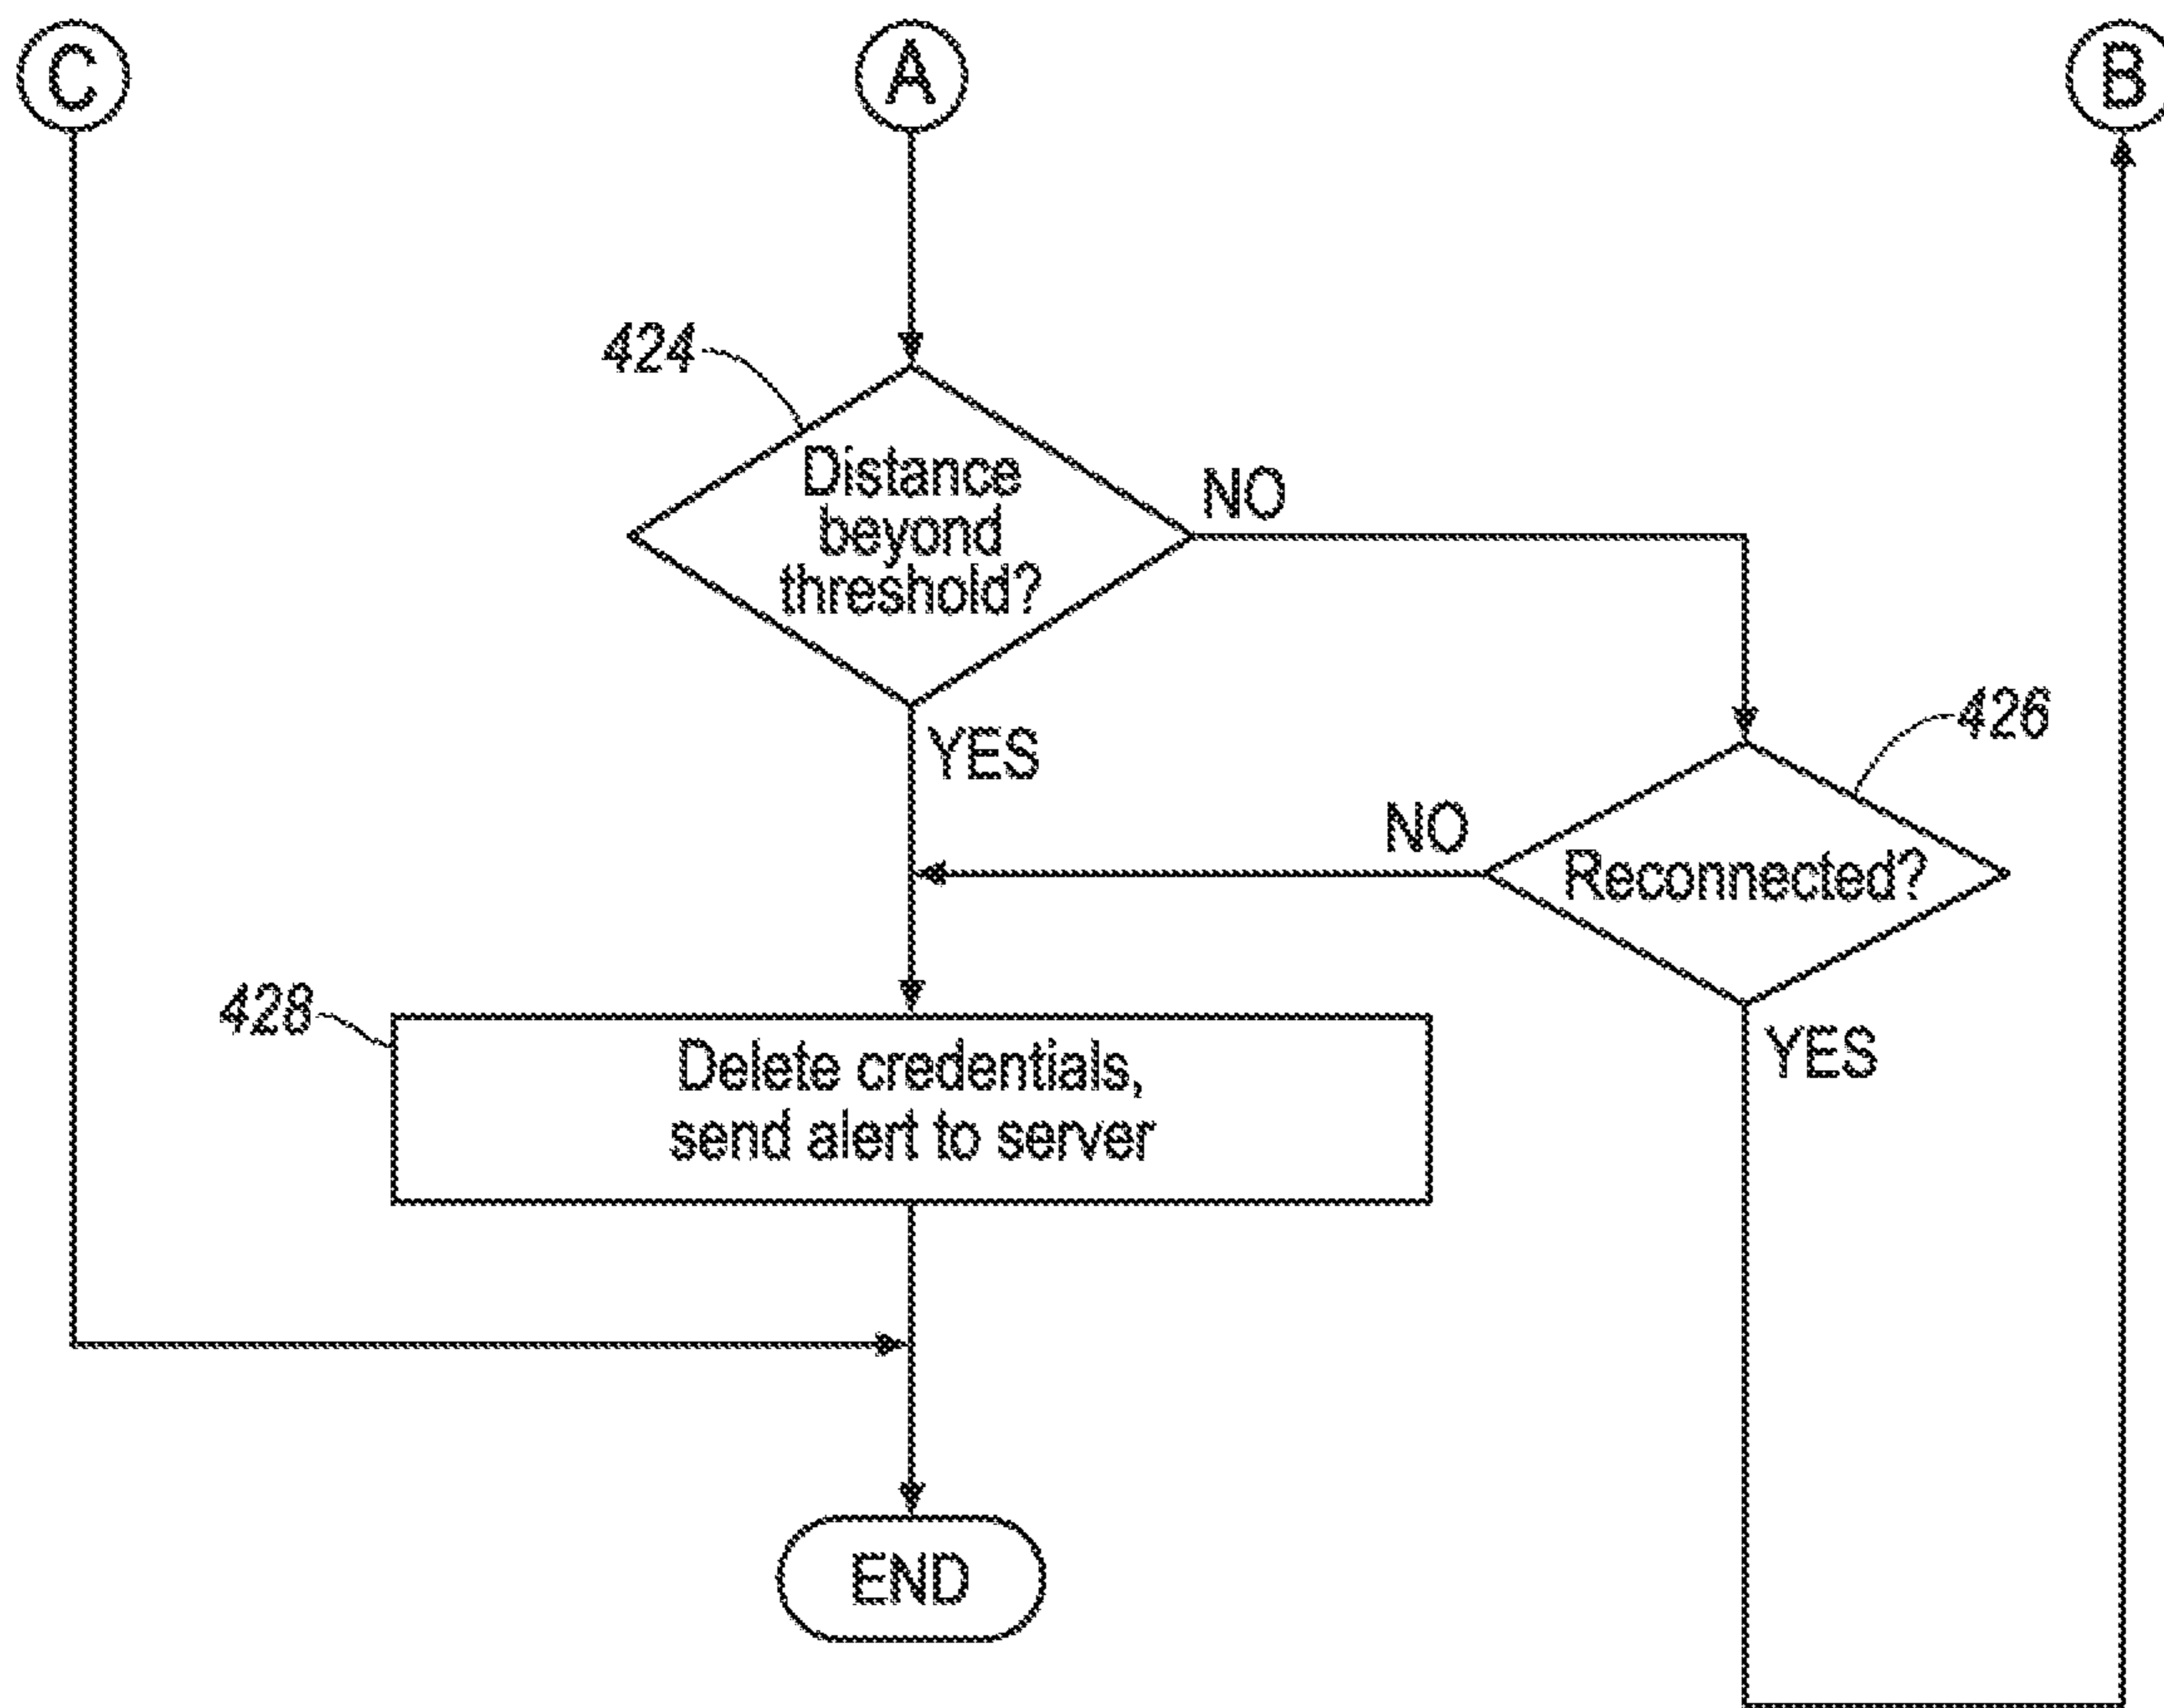 C
A
B
424
Distance
beyond
threshold?
NO
YES
426
NO
Reconnected?
YES
428
Delete credentials,
send alert to server
END